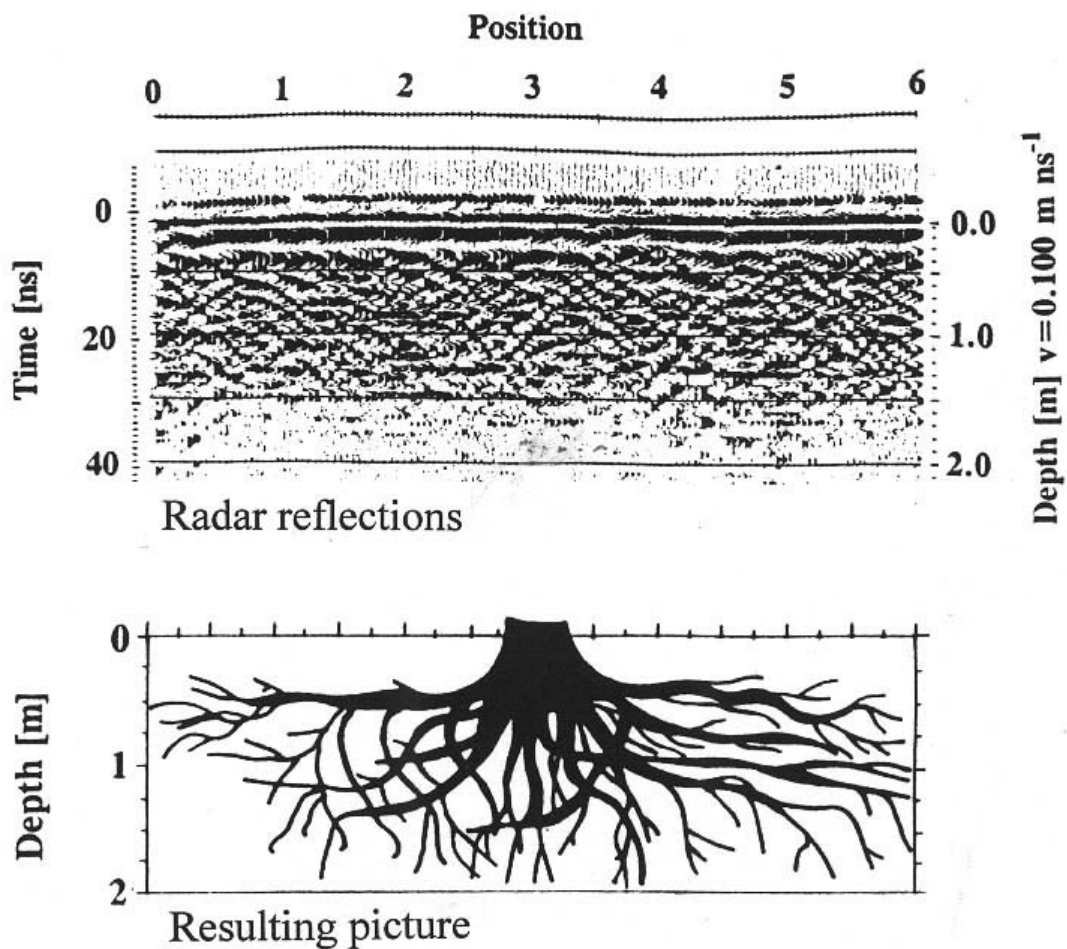 Position
0 1 2 3 4 5 6
Time [ns]
0
20
40
0.0
1.0
2.0
Depth [m] v=0.100 m ns⁻¹
Radar reflections
Depth [m]
0
1
2
Resulting picture